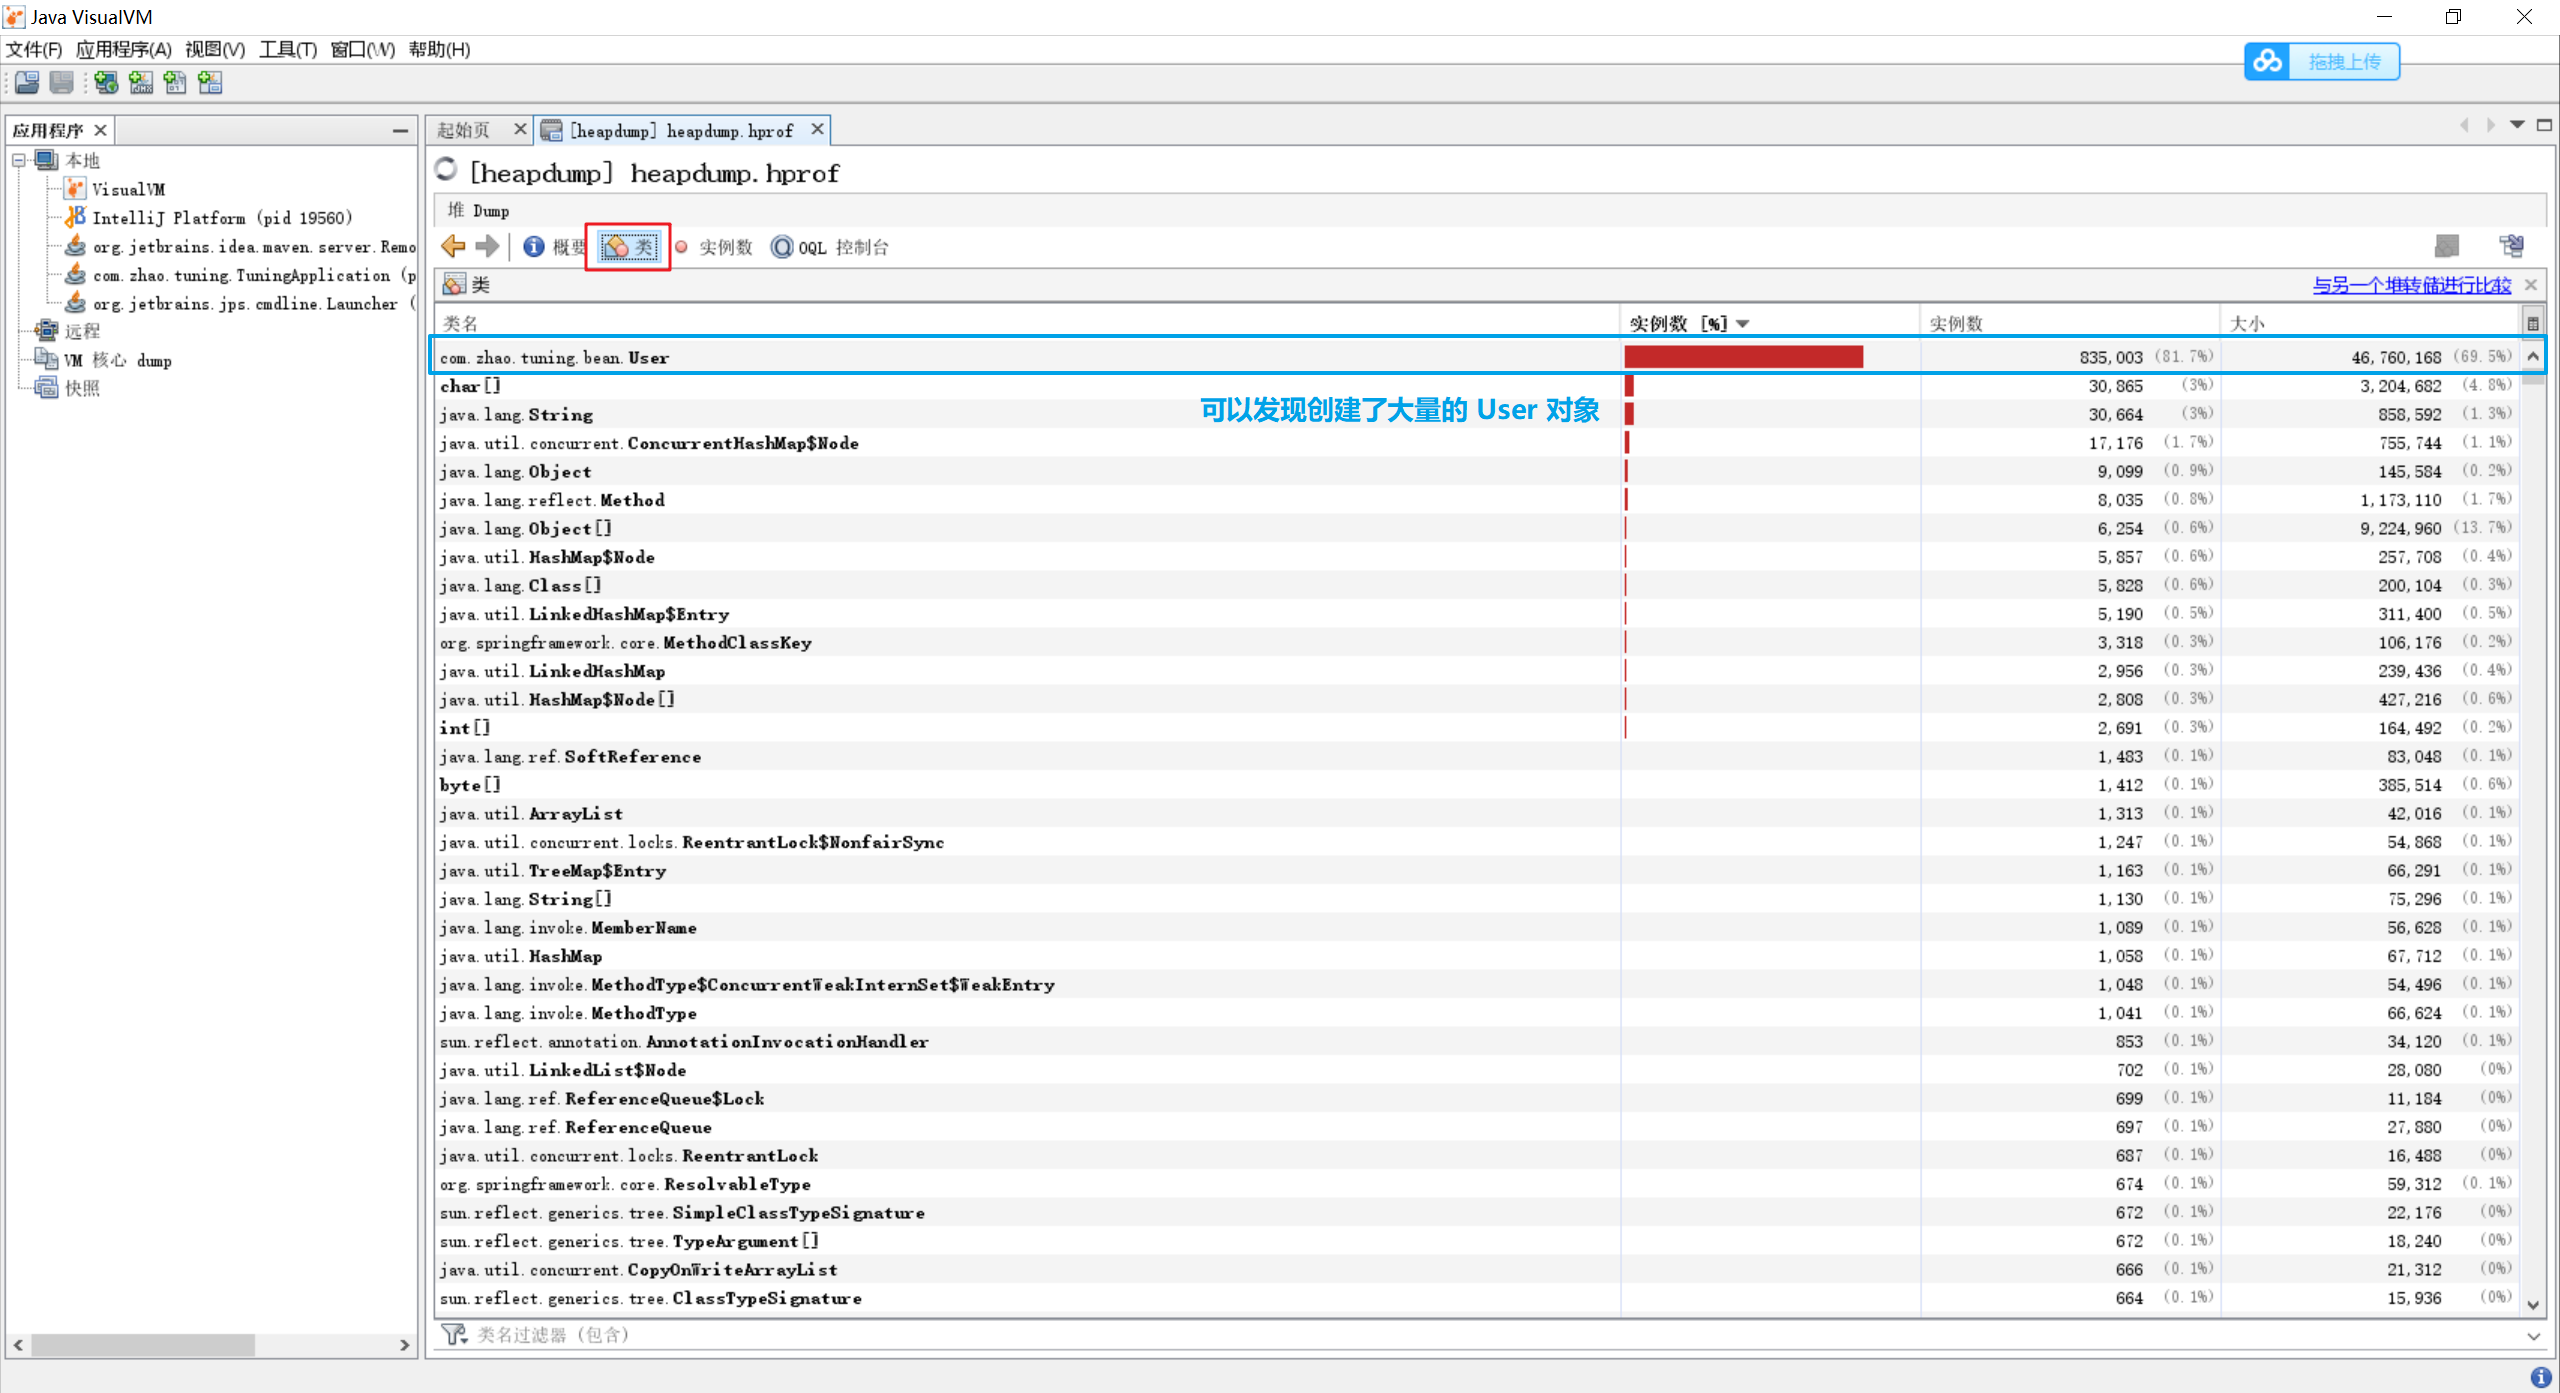 Java VisualVM
文件(F) 应用程序(A) 视图(V) 工具(T) 窗口(W) 帮助(H)
拖拽上传
应用程序
起始页
[heapdump] heapdump.hprof
本地
VisualVM
IntelliJ Platform (pid 19560)
org.jetbrains.idea.maven.server.Remo
com.zhao.tuning.TuningApplication (p
org.jetbrains.jps.cmdline.Launcher (
远程
VM 核心 dump
快照
[heapdump] heapdump.hprof
堆 Dump
概要 类 实例数 OQL 控制台
类
与另一个堆转储进行比较
类名 实例数 [%] 实例数 大小
com.zhao.tuning.bean.User 835,003 (81.7%) 46,760,168 (69.5%)
char[] 30,865 (3%) 3,204,682 (4.8%)
可以发现创建了大量的 User 对象
java.lang.String 30,664 (3%) 858,592 (1.3%)
java.util.concurrent.ConcurrentHashMap$Node 17,176 (1.7%) 755,744 (1.1%)
java.lang.Object 9,099 (0.9%) 145,584 (0.2%)
java.lang.reflect.Method 8,035 (0.8%) 1,173,110 (1.7%)
java.lang.Object[] 6,254 (0.6%) 9,224,960 (13.7%)
java.util.HashMap$Node 5,857 (0.6%) 257,708 (0.4%)
java.lang.Class[] 5,828 (0.6%) 200,104 (0.3%)
java.util.LinkedHashMap$Entry 5,190 (0.5%) 311,400 (0.5%)
org.springframework.core.MethodClassKey 3,318 (0.3%) 106,176 (0.2%)
java.util.LinkedHashMap 2,956 (0.3%) 239,436 (0.4%)
java.util.HashMap$Node[] 2,808 (0.3%) 427,216 (0.6%)
int[] 2,691 (0.3%) 164,492 (0.2%)
java.lang.ref.SoftReference 1,483 (0.1%) 83,048 (0.1%)
byte[] 1,412 (0.1%) 385,514 (0.6%)
java.util.ArrayList 1,313 (0.1%) 42,016 (0.1%)
java.util.concurrent.locks.ReentrantLock$NonfairSync 1,247 (0.1%) 54,868 (0.1%)
java.util.TreeMap$Entry 1,163 (0.1%) 66,291 (0.1%)
java.lang.String[] 1,130 (0.1%) 75,296 (0.1%)
java.lang.invoke.MemberName 1,089 (0.1%) 56,628 (0.1%)
java.util.HashMap 1,058 (0.1%) 67,712 (0.1%)
java.lang.invoke.MethodType$ConcurrentWeakInternSet$WeakEntry 1,048 (0.1%) 54,496 (0.1%)
java.lang.invoke.MethodType 1,041 (0.1%) 66,624 (0.1%)
sun.reflect.annotation.AnnotationInvocationHandler 853 (0.1%) 34,120 (0.1%)
java.util.LinkedList$Node 702 (0.1%) 28,080 (0%)
java.lang.ref.ReferenceQueue$Lock 699 (0.1%) 11,184 (0%)
java.lang.ref.ReferenceQueue 697 (0.1%) 27,880 (0%)
java.util.concurrent.locks.ReentrantLock 687 (0.1%) 16,488 (0%)
org.springframework.core.ResolvableType 674 (0.1%) 59,312 (0.1%)
sun.reflect.generics.tree.SimpleClassTypeSignature 672 (0.1%) 22,176 (0%)
sun.reflect.generics.tree.TypeArgument[] 672 (0.1%) 18,240 (0%)
java.util.concurrent.CopyOnWriteArrayList 666 (0.1%) 21,312 (0%)
sun.reflect.generics.tree.ClassTypeSignature 664 (0.1%) 15,936 (0%)
类名过滤器 (包含)